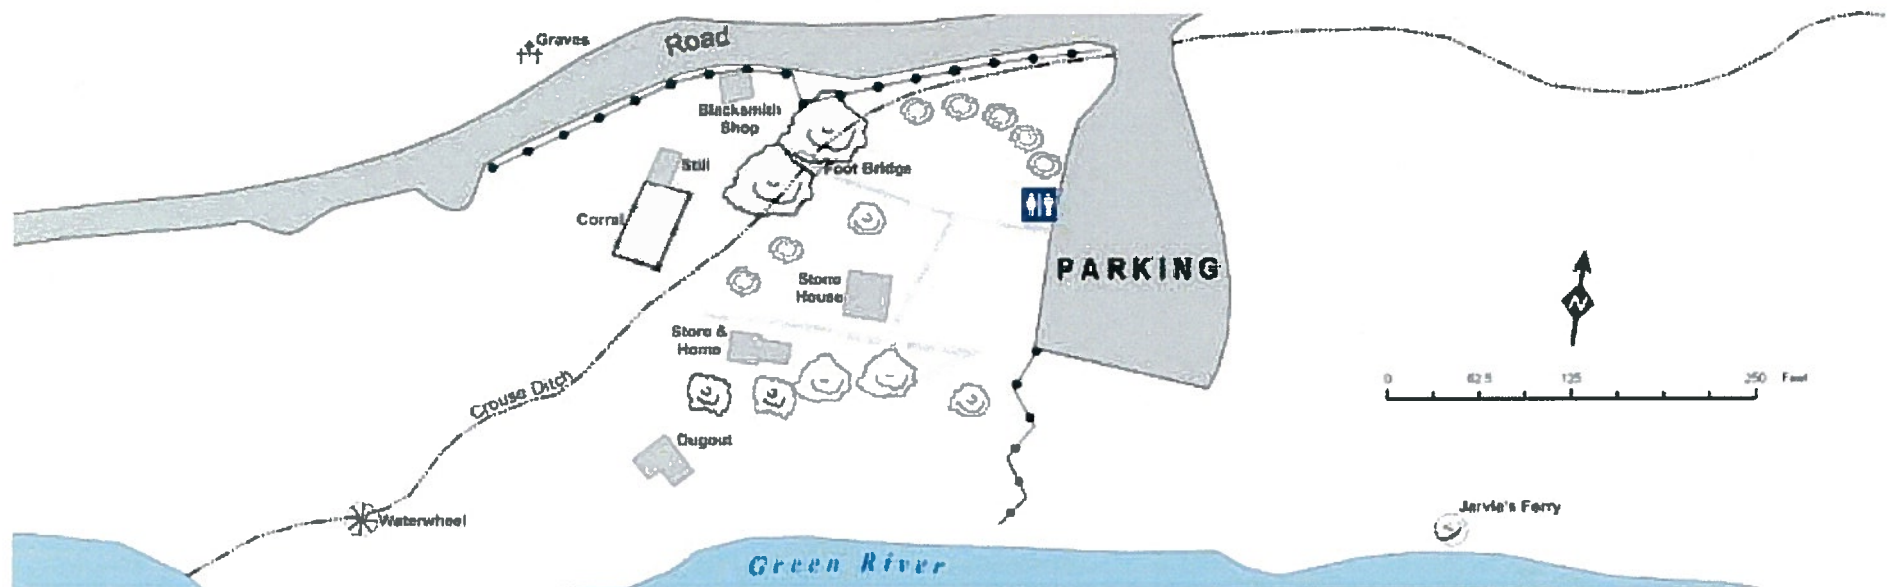 Graves
Road
Blacksmith
Shop
Still
Foot Bridge
Corral
PARKING
Stone
House
Store &
Home
N
0 62.5 125 250 Feet
Crouse Ditch
Dugout
Waterwheel
Jarvie's Ferry
Green River